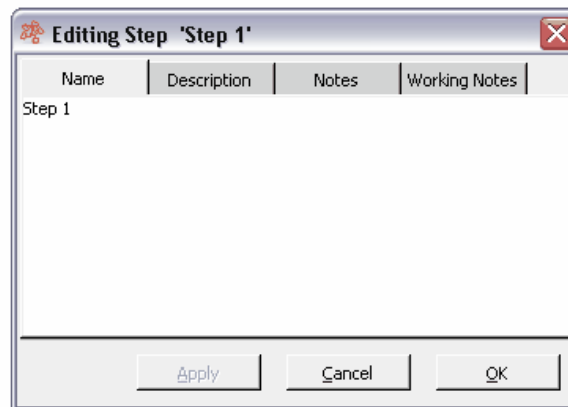 Editing Step 'Step 1'
Name Description Notes Working Notes
Step 1
Apply Cancel OK